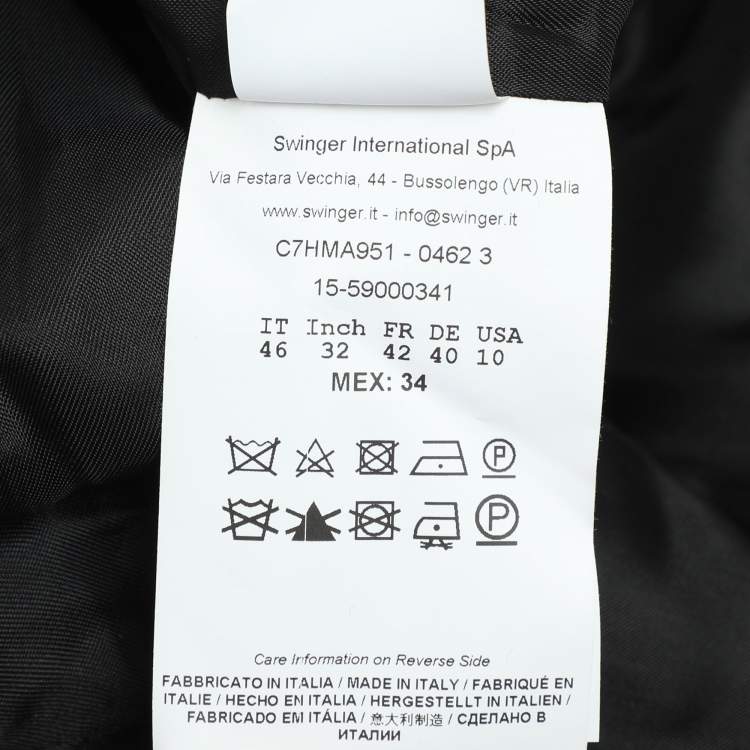 Swinger International SpA
Via Festara Vecchia, 44 - Bussolengo (VR) Italia
www.swinger.it - info@swinger.it
C7HMA951 - 0462 3
15-59000341
IT Inch FR DE USA
46 32 42 40 10
MEX: 34
P
P
Care Information on Reverse Side
FABBRICATO IN ITALIA / MADE IN ITALY / FABRIQUÉ EN
ITALIE / HECHO EN ITALIA / HERGESTELLT IN ITALIEN /
FABRICADO EM ITÁLIA / 意大利制造 / СДЕЛАНО В
ИТАЛИИ